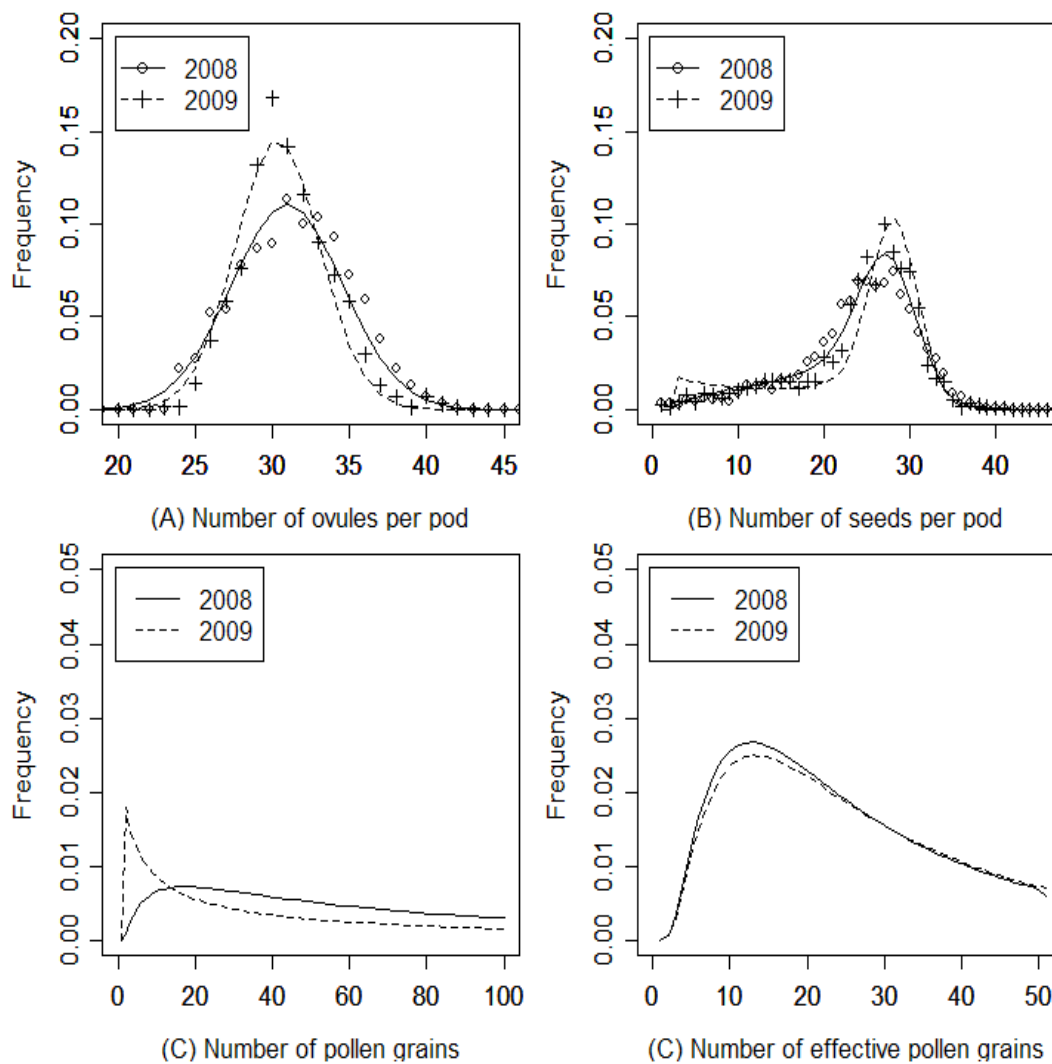 2008
2009
Frequency
0.00 0.05 0.10 0.15 0.20
20 25 30 35 40 45
(A) Number of ovules per pod
2008
2009
Frequency
0.00 0.05 0.10 0.15 0.20
0 10 20 30 40
(B) Number of seeds per pod
2008
2009
Frequency
0.00 0.01 0.02 0.03 0.04 0.05
0 20 40 60 80 100
(C) Number of pollen grains
2008
2009
Frequency
0.00 0.01 0.02 0.03 0.04 0.05
0 10 20 30 40 50
(C) Number of effective pollen grains